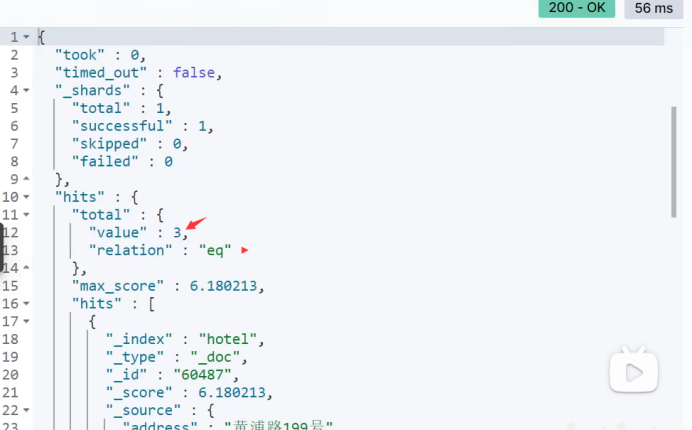 200 - OK 56 ms
1 {
2 "took" : 0,
3 "timed_out" : false,
4 "_shards" : {
5 "total" : 1,
6 "successful" : 1,
7 "skipped" : 0,
8 "failed" : 0
9 },
10 "hits" : {
11 "total" : {
12 "value" : 3,
13 "relation" : "eq"
14 },
15 "max_score" : 6.180213,
16 "hits" : [
17 {
18 "_index" : "hotel",
19 "_type" : "_doc",
20 "_id" : "60487",
21 "_score" : 6.180213,
22 "_source" : {
23 "address" : "黄浦路199号"